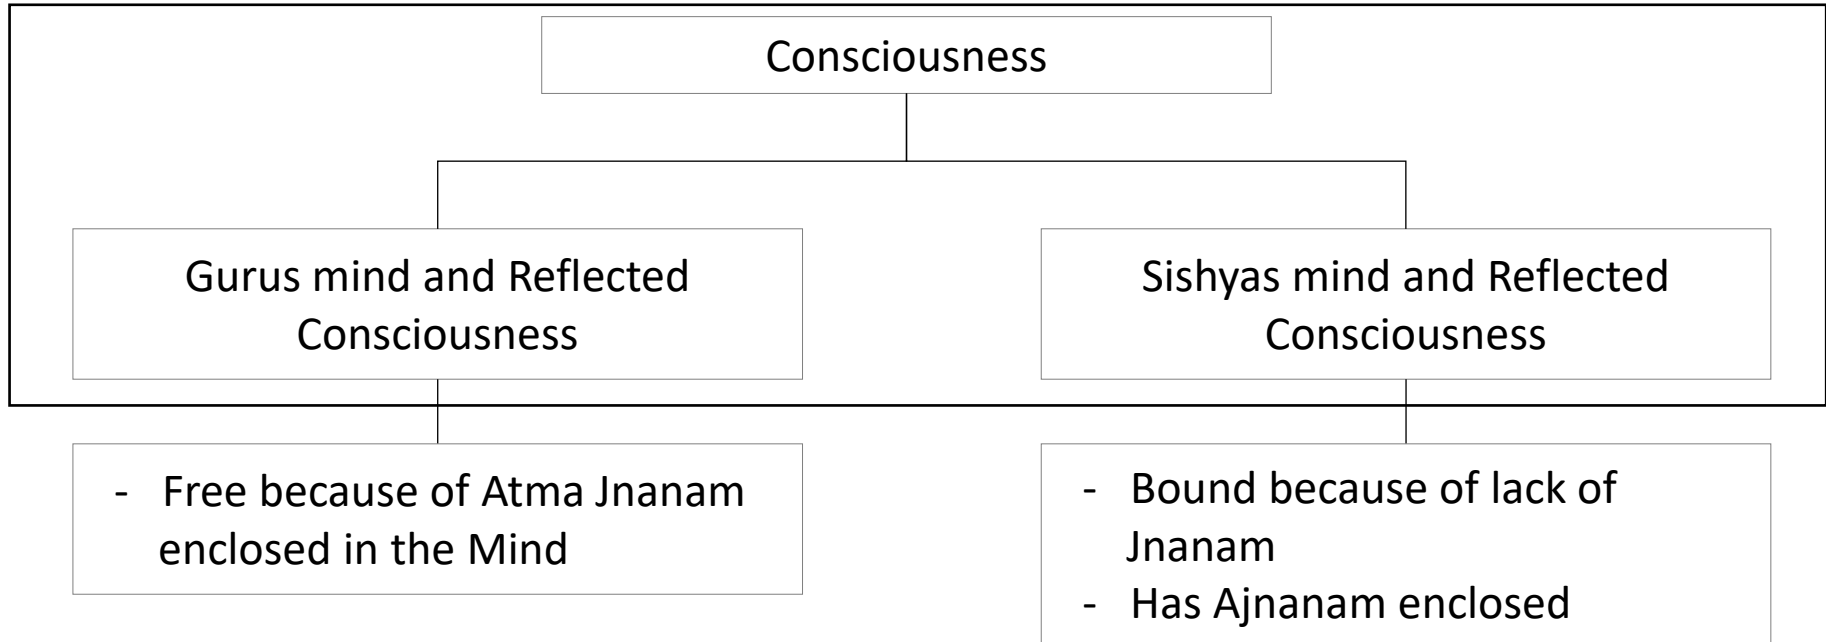 Consciousness
Gurus mind and Reflected
Consciousness
Sishyas mind and Reflected
Consciousness
- Free because of Atma Jnanam
enclosed in the Mind
- Bound because of lack of
Jnanam
- Has Ajnanam enclosed